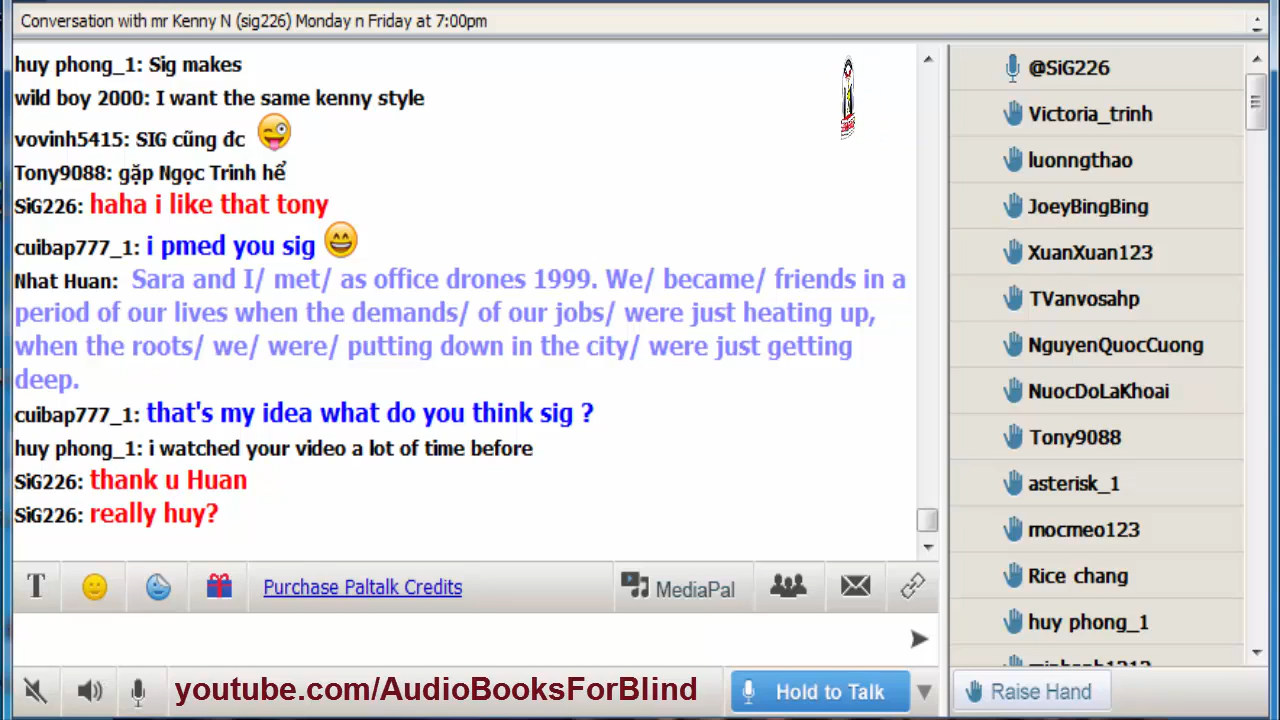 Conversation with mr Kenny N (sig226) Monday n Friday at 7:00pm
huy phong_1: Sig makes
wild boy 2000: I want the same kenny style
vovinh5415: SIG cũng đc
Tony9088: gặp Ngọc Trinh hể
SiG226: haha i like that tony
cuibap777_1: i pmed you sig
Nhat Huan: Sara and I/ met/ as office drones 1999. We/ became/ friends in a
period of our lives when the demands/ of our jobs/ were just heating up,
when the roots/ we/ were/ putting down in the city/ were just getting
deep.
cuibap777_1: that's my idea what do you think sig ?
huy phong_1: i watched your video a lot of time before
SiG226: thank u Huan
SiG226: really huy?
T
Purchase Paltalk Credits
MediaPal
youtube.com/AudioBooksForBlind
Hold to Talk
@SiG226
Victoria_trinh
luonngthao
JoeyBingBing
XuanXuan123
TVanvosahp
NguyenQuocCuong
NuocDoLaKhoai
Tony9088
asterisk_1
mocmeo123
Rice chang
huy phong_1
Raise Hand